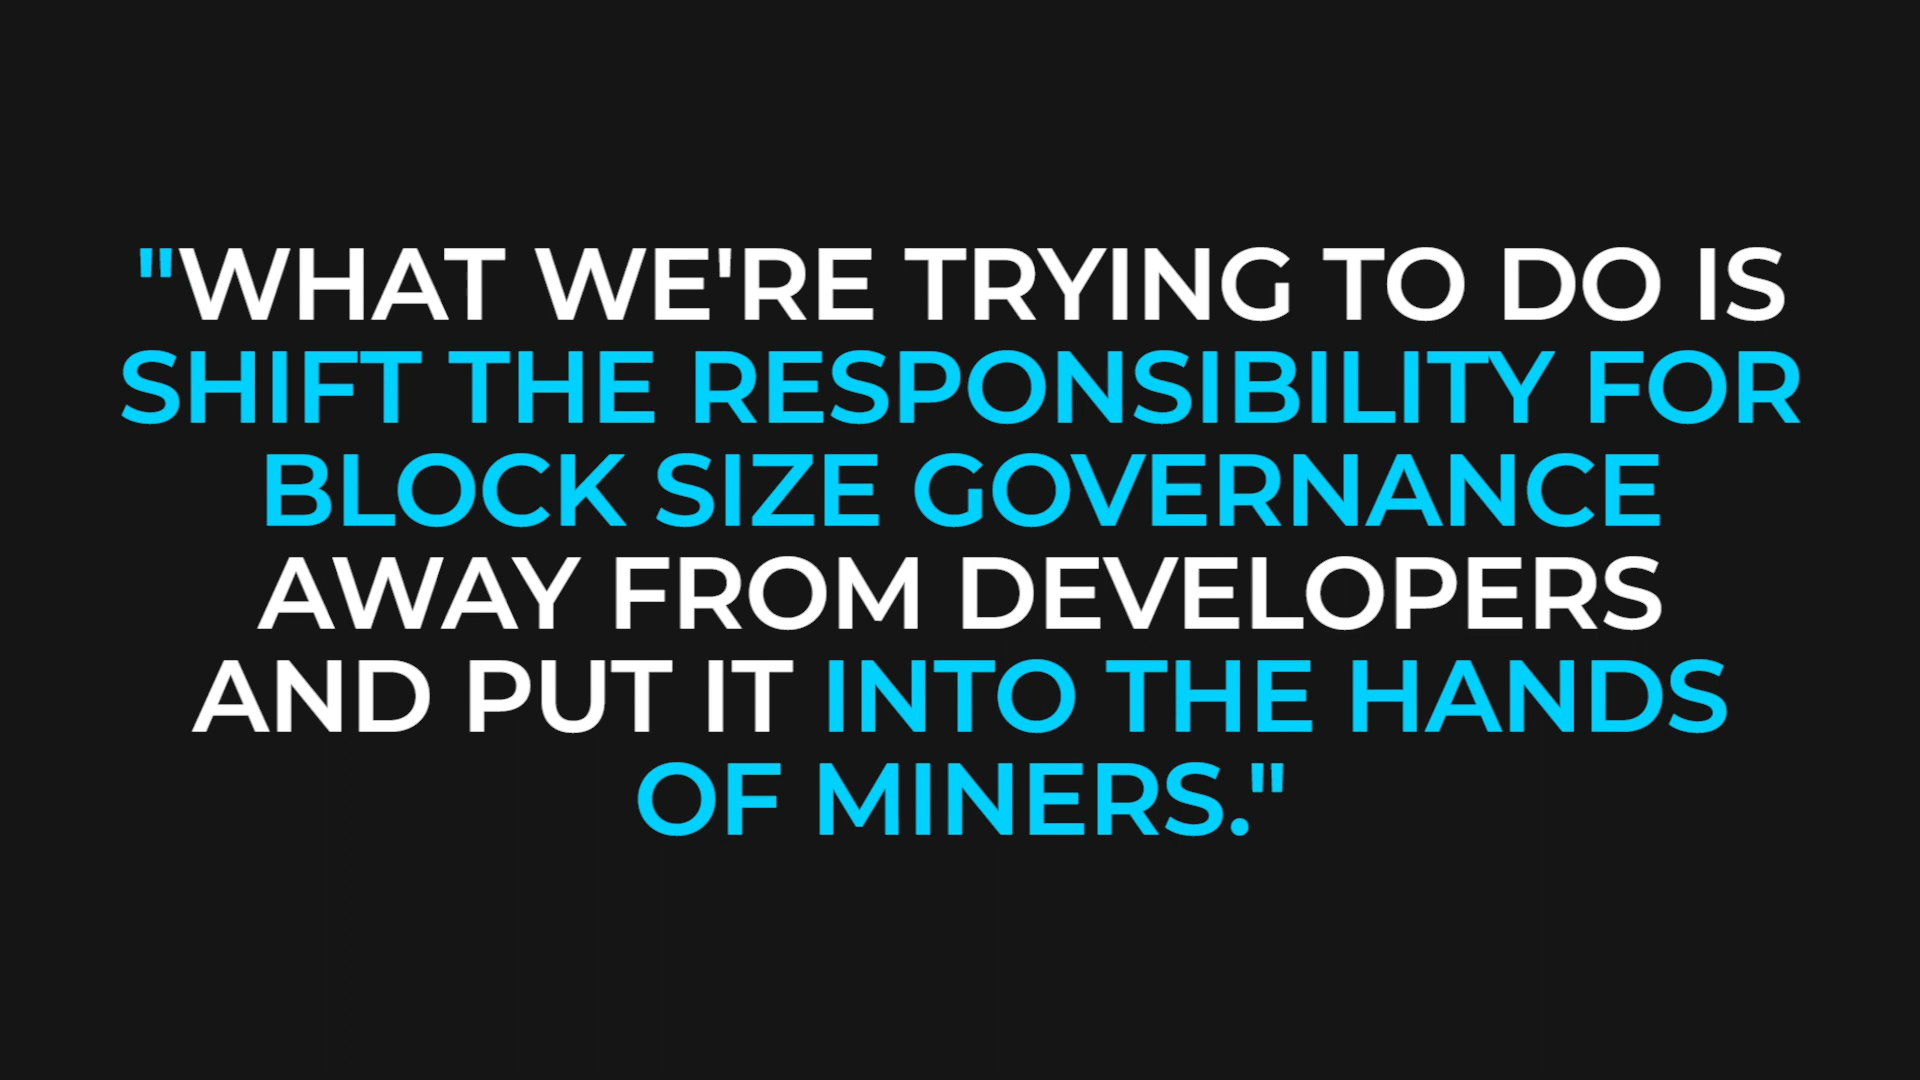 "WHAT WE'RE TRYING TO DO IS
SHIFT THE RESPONSIBILITY FOR
BLOCK SIZE GOVERNANCE
AWAY FROM DEVELOPERS
AND PUT IT INTO THE HANDS
OF MINERS."